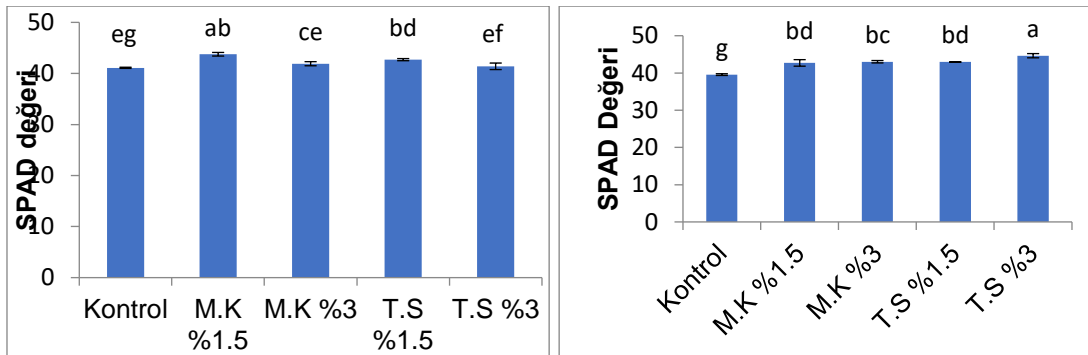 SPAD değeri
50
40
30
20
10
0
eg
ab
ce
bd
ef
Kontrol
M.K
%1.5
M.K %3
T.S
%1.5
T.S %3
SPAD Değeri
50
40
30
20
10
0
g
bd
bc
bd
a
Kontrol
M.K %1.5
M.K %3
T.S %1.5
T.S %3